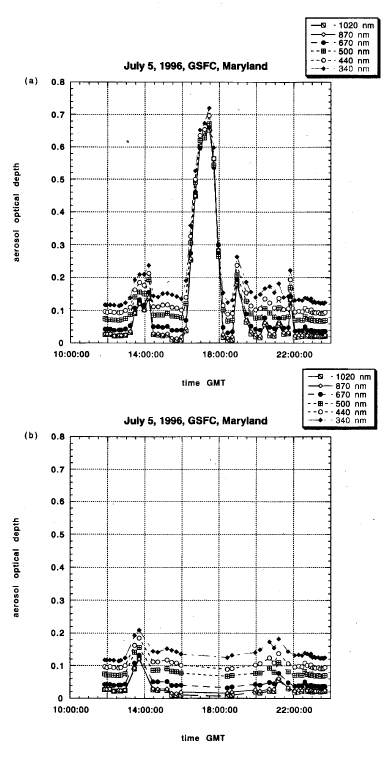 1020 nm
870 nm
670 nm
500 nm
440 nm
340 nm
July 5, 1996, GSFC, Maryland
(a)
0.8
0.7
0.6
0.5
0.4
0.3
0.2
0.1
0
aerosol optical depth
10:00:00 14:00:00 18:00:00 22:00:00
time GMT
1020 nm
870 nm
670 nm
500 nm
440 nm
340 nm
July 5, 1996, GSFC, Maryland
(b)
0.8
0.7
0.6
0.5
0.4
0.3
0.2
0.1
0
aerosol optical depth
10:00:00 14:00:00 18:00:00 22:00:00
time GMT